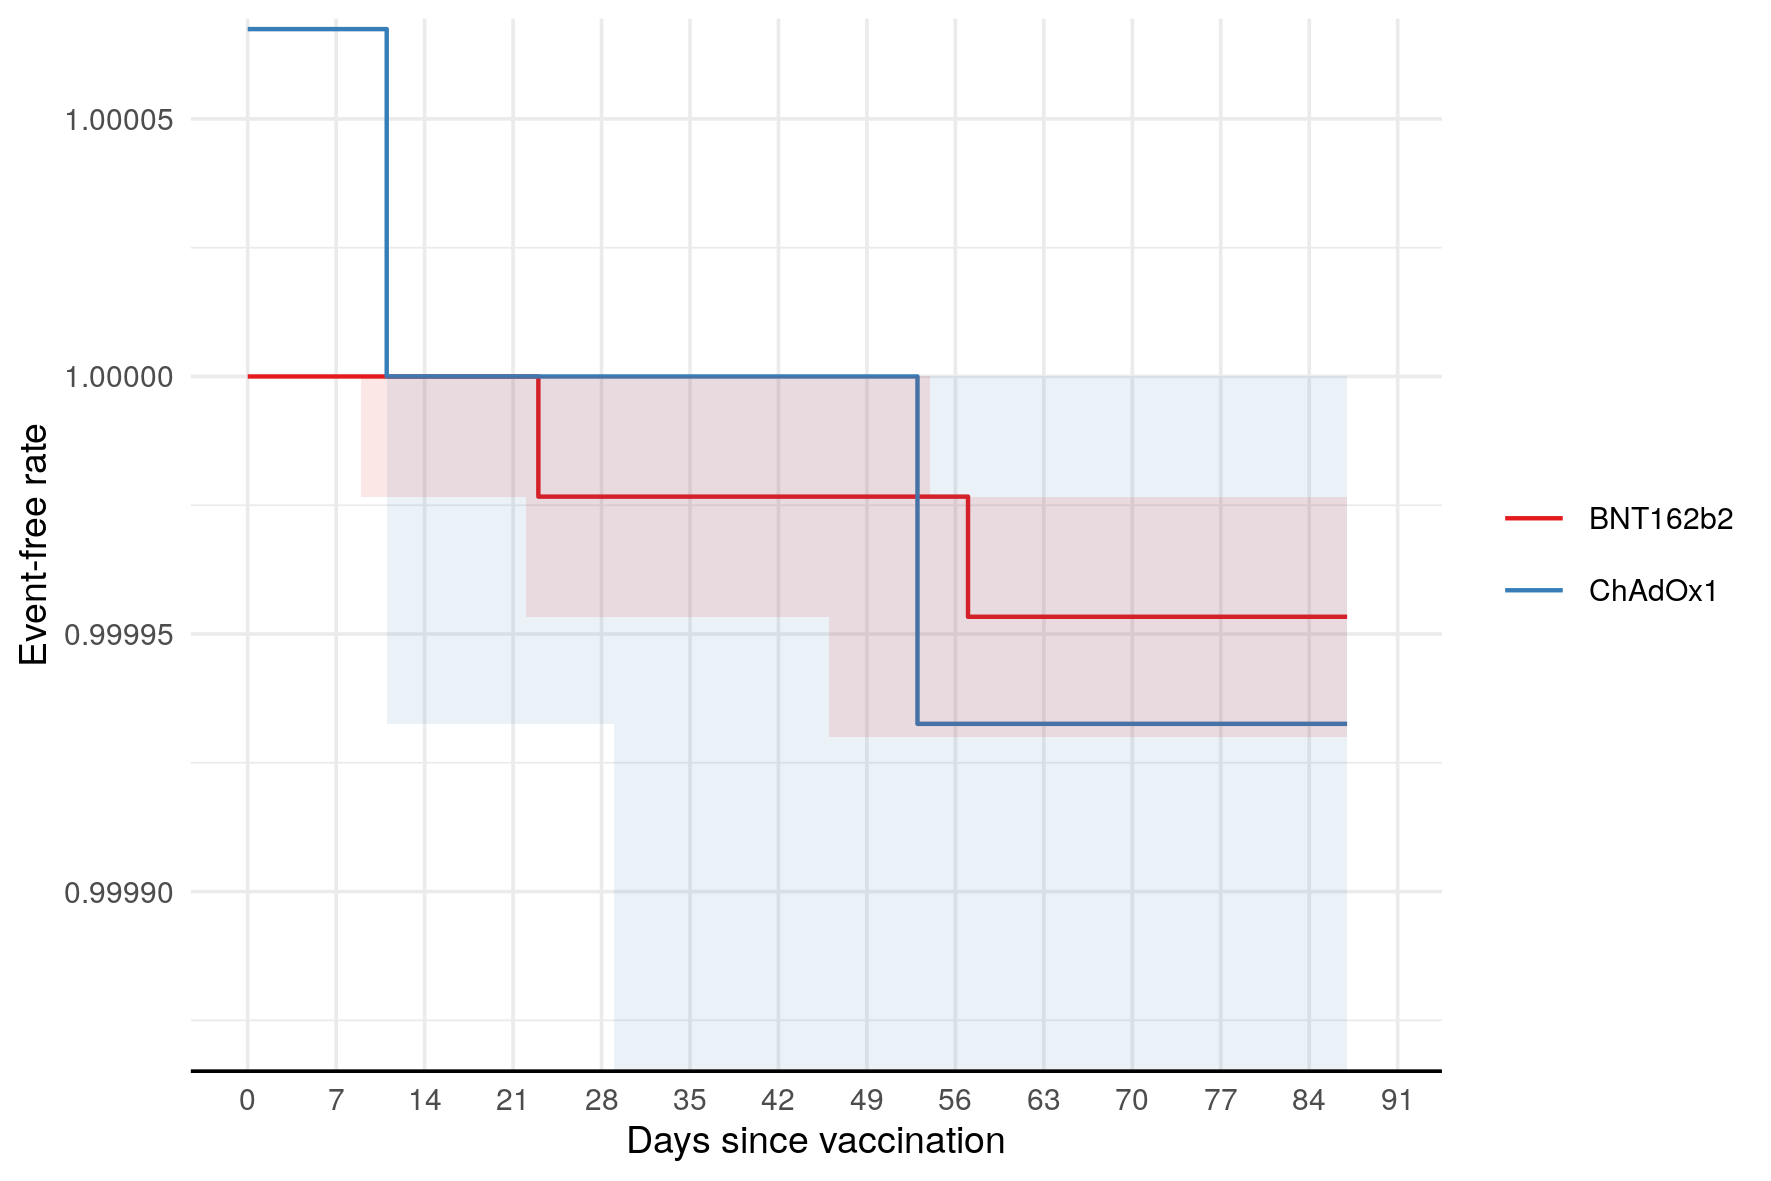 1.00005
1.00000
0.99995
0.99990
Event-free rate
0 7 14 21 28 35 42 49 56 63 70 77 84 91
Days since vaccination
BNT162b2
ChAdOx1